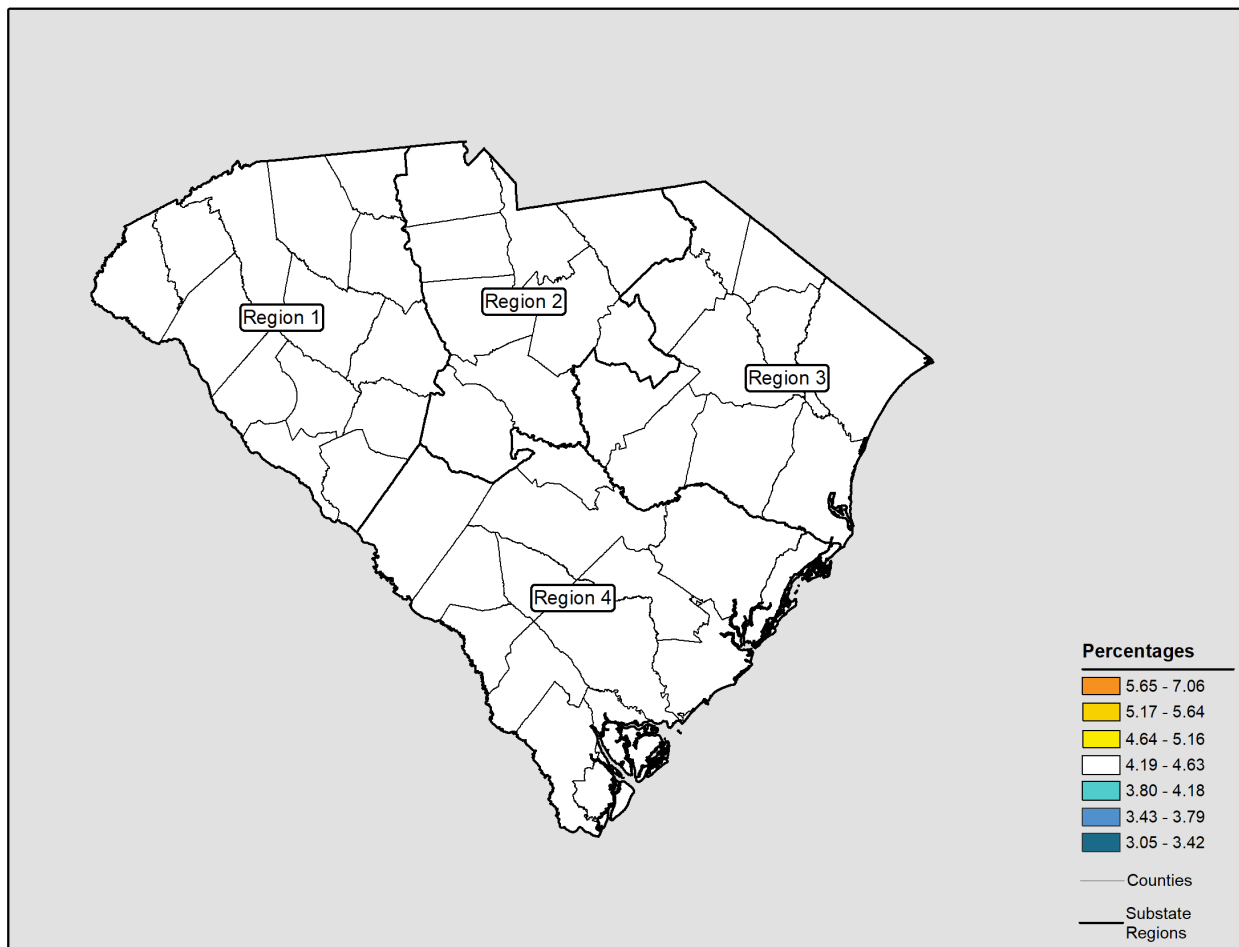 Region 1
Region 2
Region 3
Region 4
Percentages
5.65 - 7.06
5.17 - 5.64
4.64 - 5.16
4.19 - 4.63
3.80 - 4.18
3.43 - 3.79
3.05 - 3.42
Counties
Substate
Regions